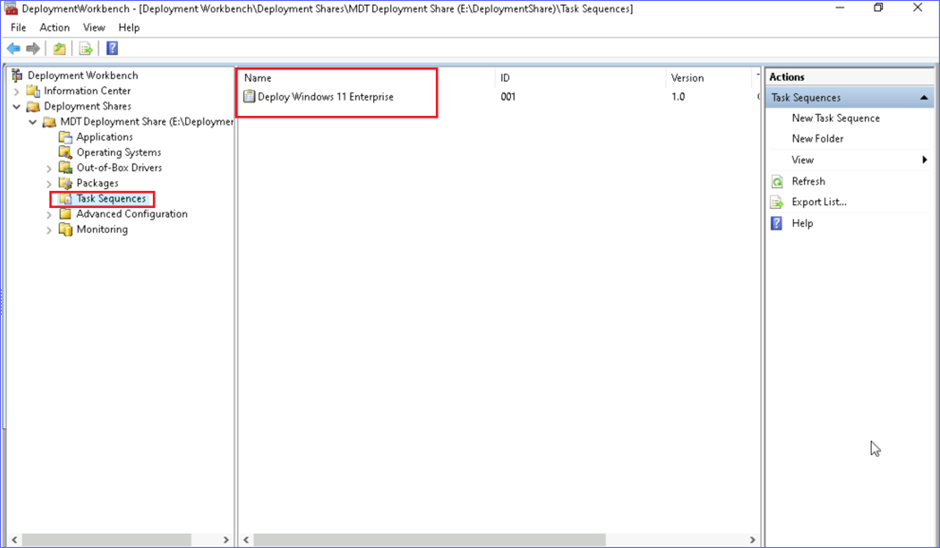 DeploymentWorkbench - [Deployment Workbench\Deployment Shares\MDT Deployment Share (E:\DeploymentShare)\Task Sequences]
File Action View Help
Deployment Workbench
Information Center
Deployment Shares
MDT Deployment Share (E:\Deploymer
Applications
Operating Systems
Out-of-Box Drivers
Packages
Task Sequences
Advanced Configuration
Monitoring
Name ID Version
Deploy Windows 11 Enterprise 001 1.0
Actions
Task Sequences
New Task Sequence
New Folder
View
Refresh
Export List...
Help